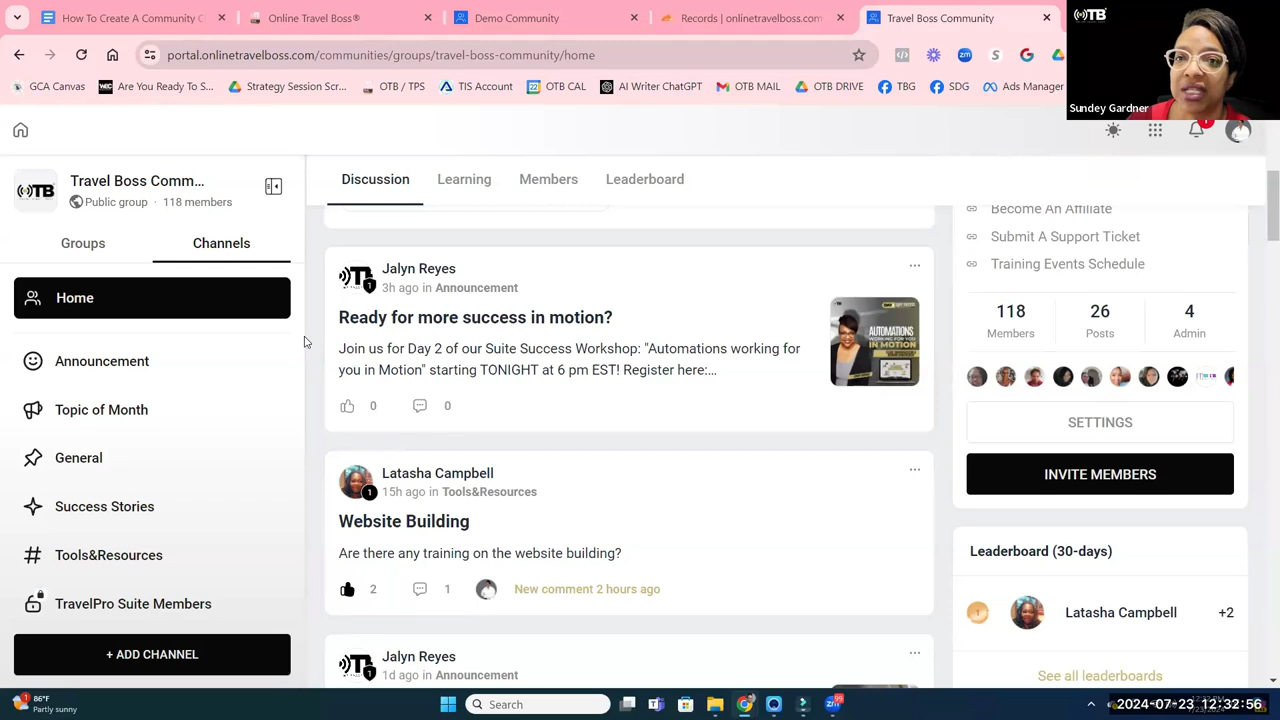 How To Create A Community C
Online Travel Boss®
Demo Community
Records | onlinetravelboss.com
Travel Boss Community
portal.onlinetravelboss.com/communities/groups/travel-boss-community/home
GCA Canvas
Are You Ready To S...
Strategy Session Scr...
OTB / TPS
TIS Account
OTB CAL
AI Writer ChatGPT
OTB MAIL
OTB DRIVE
TBG
SDG
Ads Manager
OTB
Sundey Gardner
OTB
Travel Boss Comm...
Public group · 118 members
Groups
Channels
Home
Announcement
Topic of Month
General
Success Stories
Tools&Resources
TravelPro Suite Members
+ ADD CHANNEL
Discussion
Learning
Members
Leaderboard
Jalyn Reyes
3h ago in Announcement
Ready for more success in motion?
Join us for Day 2 of our Suite Success Workshop: "Automations working for
you in Motion" starting TONIGHT at 6 pm EST! Register here:...
AUTOMATIONS
WORKING FOR YOU
IN MOTION
0
0
Latasha Campbell
15h ago in Tools&Resources
Website Building
Are there any training on the website building?
2
1
New comment 2 hours ago
Jalyn Reyes
1d ago in Announcement
Become An Affiliate
Submit A Support Ticket
Training Events Schedule
118
Members
26
Posts
4
Admin
SETTINGS
INVITE MEMBERS
Leaderboard (30-days)
1
Latasha Campbell
+2
See all leaderboards
86°F
Partly sunny
Search
99
2024-07-23 12:32:56